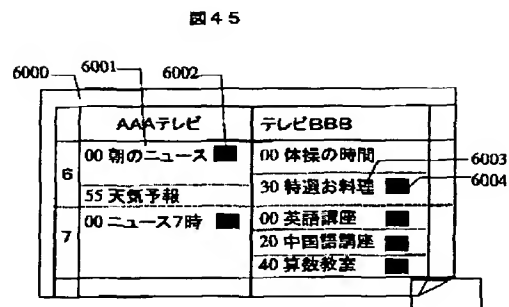 図45
6000 6001 6002
AAAテレビ テレビBBB
6 00 朝のニュース 00 体操の時間
6003
30 特選お料理
6004
55 天気予報
7 00 ニュース7時 00 英語講座
20 中国語講座
40 算数教室